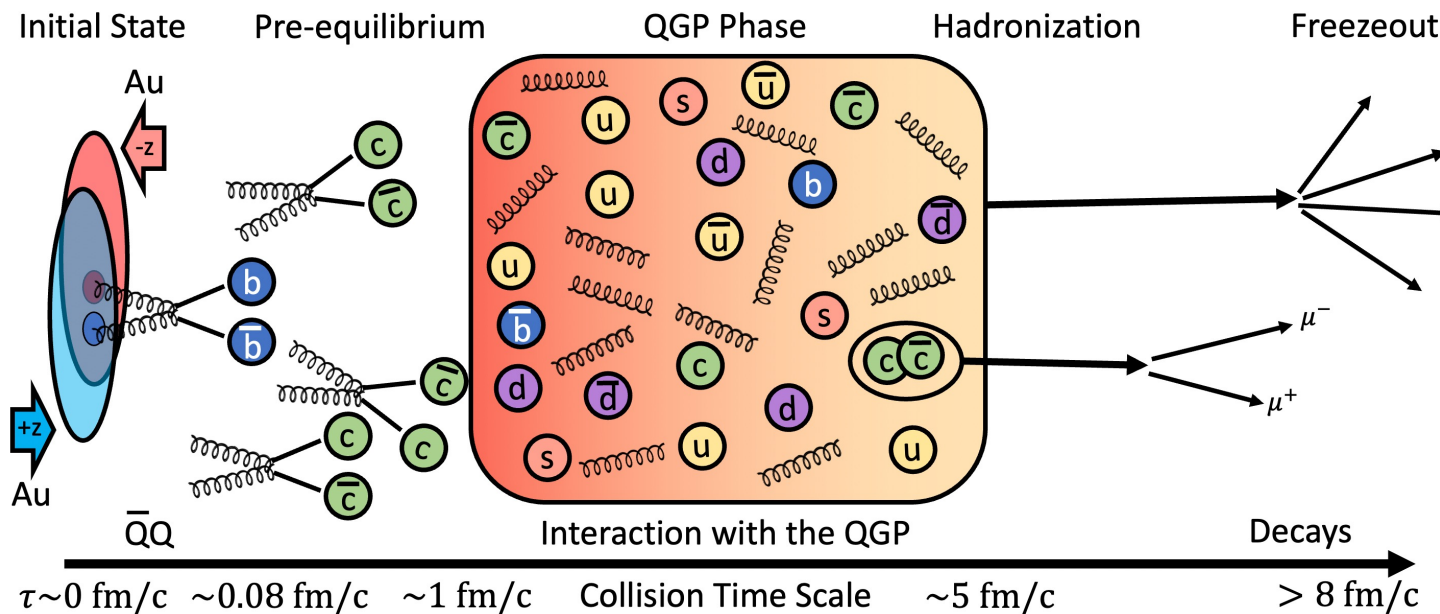 Initial State
Pre-equilibrium
QGP Phase
Hadronization
Freezeout
Au
-z
+z
Au
c
c̅
b
b̅
c̅
c
c
c̅
c̅
u
s
u̅
c̅
d
b
u
u̅
d̅
u
b̅
s
c
c
c̅
d
d̅
d
s
u
u
μ⁻
μ⁺
Q̅Q
Interaction with the QGP
Decays
τ~0 fm/c
~0.08 fm/c
~1 fm/c
Collision Time Scale
~5 fm/c
> 8 fm/c